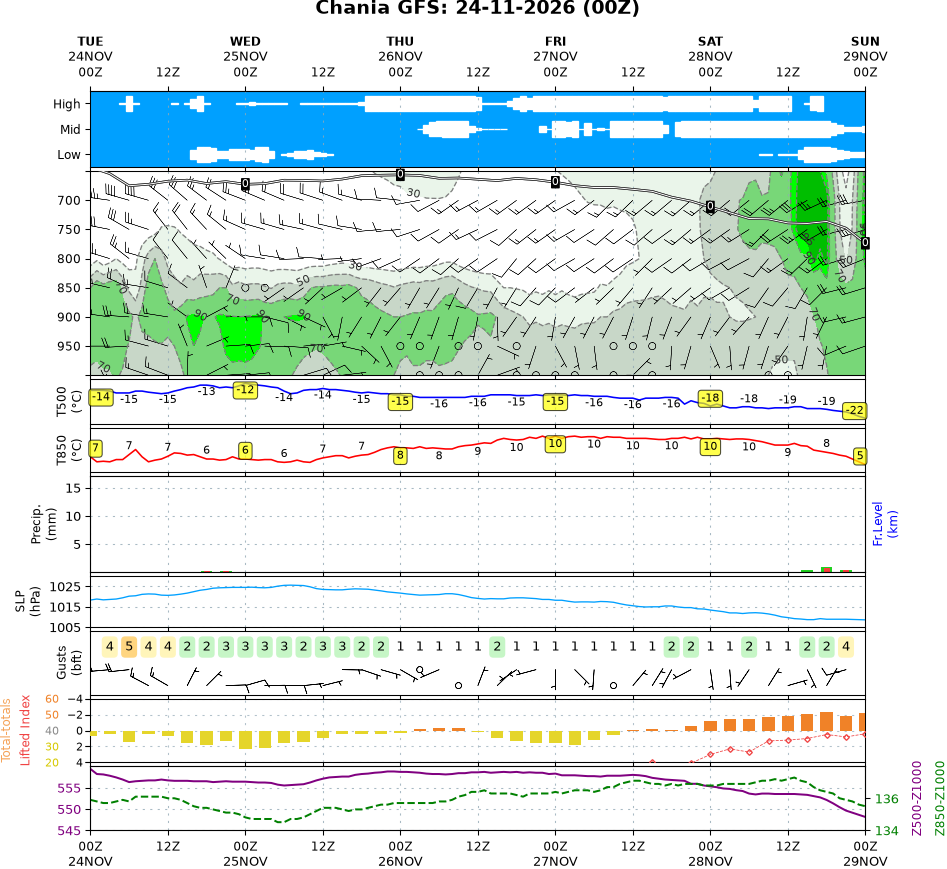 Chania GFS: 24-11-2026 (00Z)
TUE WED THU FRI SAT SUN
24NOV 25NOV 26NOV 27NOV 28NOV 29NOV
00Z 12Z 00Z 12Z 00Z 12Z 00Z 12Z 00Z 12Z 00Z
High
Mid
Low
0 0 0 0 0
30
700
750
800
850
900
950
30
50
70
90
90
90
70
70
70
50
90
50
70
70
T500
(°C)
-14 -15 -15 -13 -12 -14 -14 -15 -15 -16 -16 -15 -15 -16 -16 -16 -18 -18 -19 -19 -22
T850
(°C)
7 7 7 6 6 6 7 7 8 8 9 10 10 10 10 10 10 10 9 8 5
Precip.
(mm)
15
10
5
Fr.Level
(km)
SLP
(hPa)
1025
1015
1005
Gusts
(bft)
4 5 4 4 2 2 3 3 3 3 2 3 3 2 2 1 1 1 1 1 2 1 1 1 1 1 1 1 1 2 2 1 1 2 1 1 2 2 4
Total-totals
Lifted Index
60 −4
50 −2
40 0
30 2
20 4
555
550
545
136
134
Z500-Z1000
Z850-Z1000
00Z 12Z 00Z 12Z 00Z 12Z 00Z 12Z 00Z 12Z 00Z
24NOV 25NOV 26NOV 27NOV 28NOV 29NOV